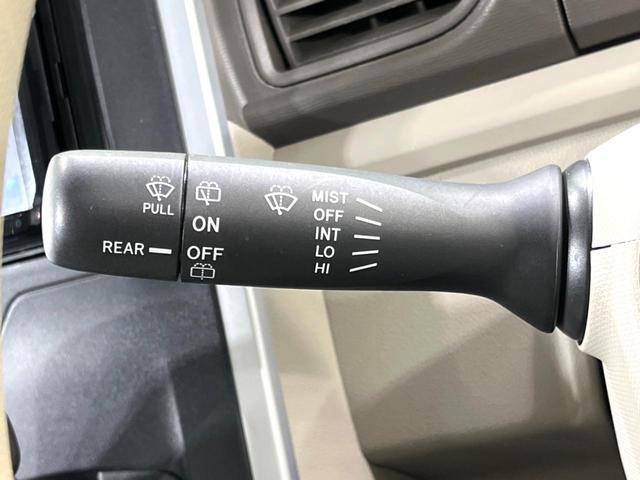 PULL
REAR
ON
OFF
MIST
OFF
INT
LO
HI